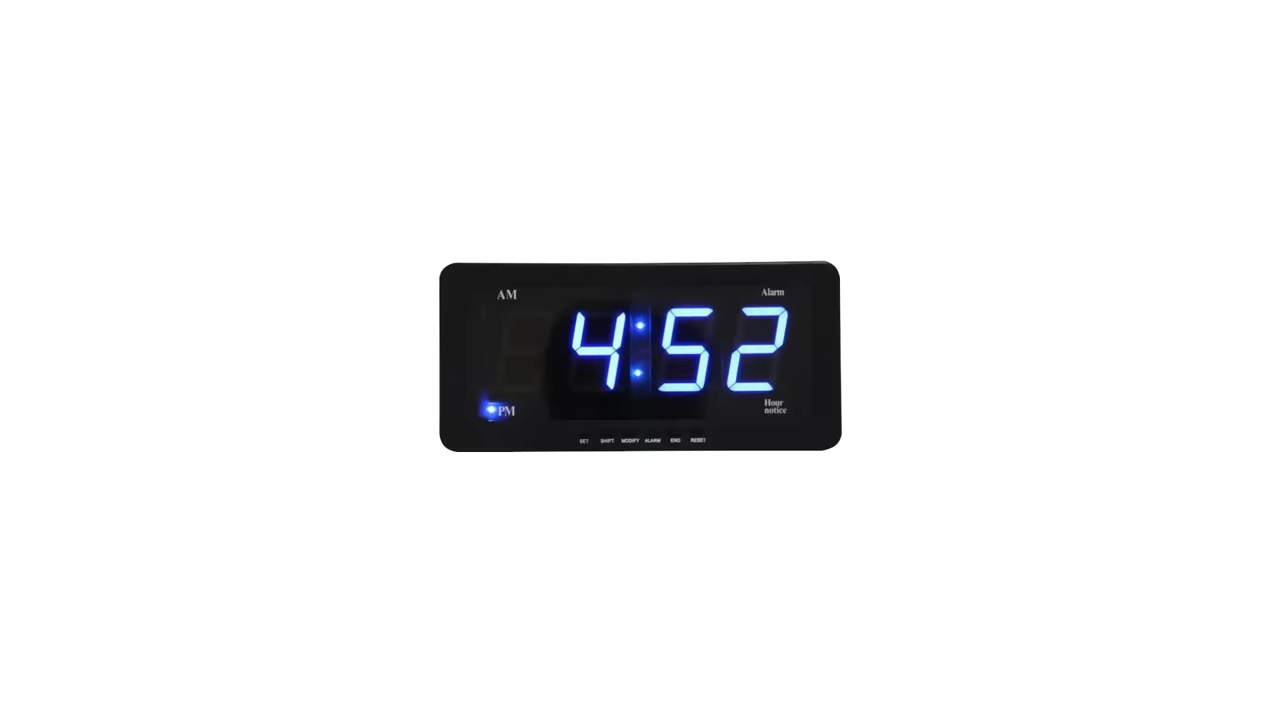 AM
Alarm
4:52
PM
Hour
notice
SET SHIFT MODIFY ALARM END RESET